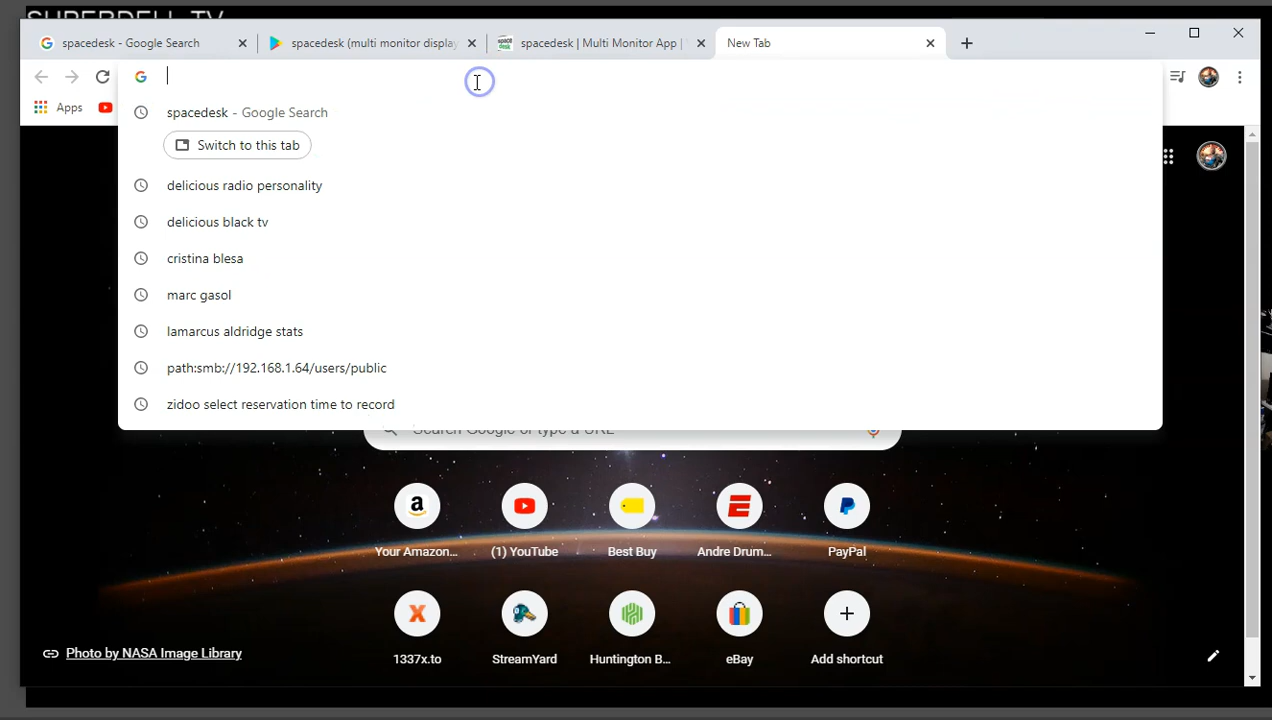 SUPERDELL TV
spacedesk - Google Search
spacedesk (multi monitor display
spacedesk | Multi Monitor App |
New Tab
Apps
spacedesk - Google Search
Switch to this tab
delicious radio personality
delicious black tv
cristina blesa
marc gasol
lamarcus aldridge stats
path:smb://192.168.1.64/users/public
zidoo select reservation time to record
Search Google or type a URL
Your Amazon...
(1) YouTube
Best Buy
Andre Drum...
PayPal
1337x.to
StreamYard
Huntington B...
eBay
Add shortcut
Photo by NASA Image Library